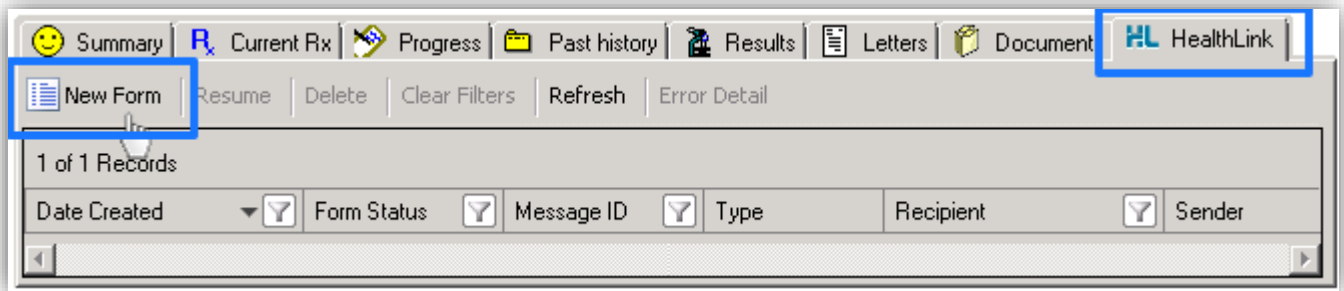 Summary Rx Current Rx Progress Past history Results Letters Document HL HealthLink
New Form Resume Delete Clear Filters Refresh Error Detail
1 of 1 Records
Date Created Form Status Message ID Type Recipient Sender